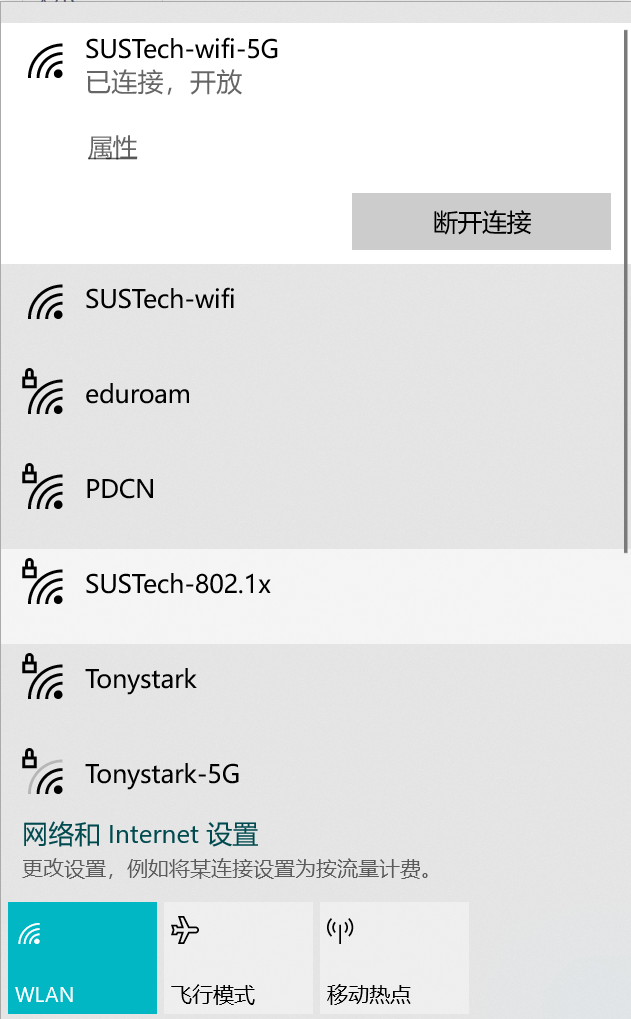 SUSTech-wifi-5G
已连接，开放
属性
断开连接
SUSTech-wifi
eduroam
PDCN
SUSTech-802.1x
Tonystark
Tonystark-5G
网络和 Internet 设置
更改设置，例如将某连接设置为按流量计费。
WLAN
飞行模式
移动热点